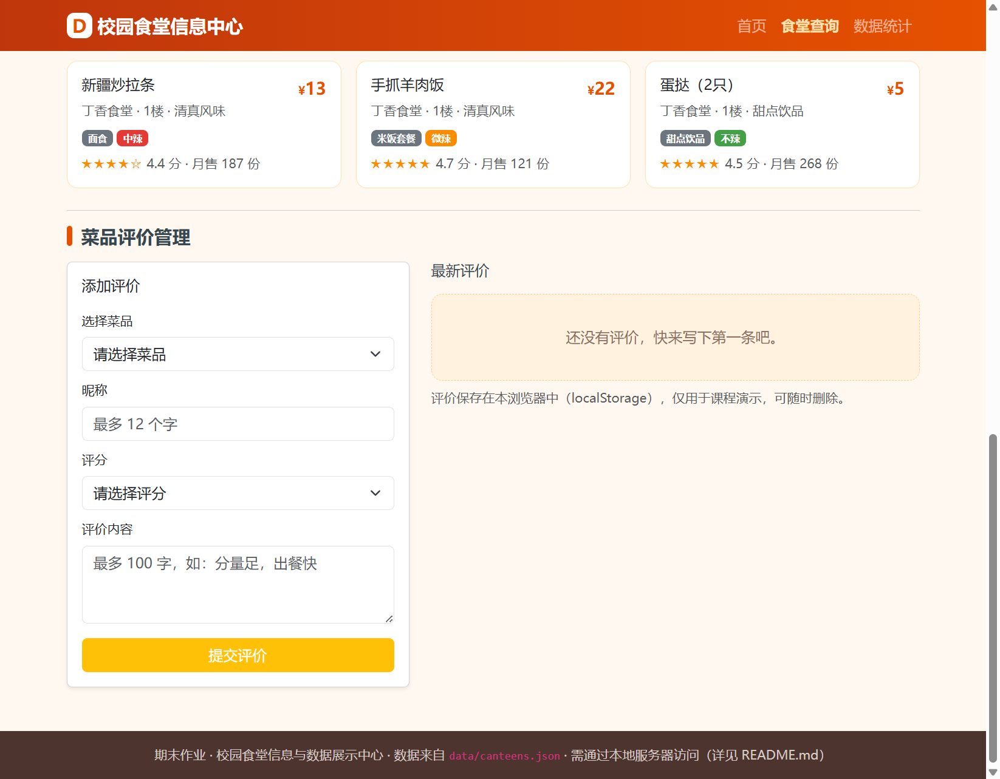 D 校园食堂信息中心
首页 食堂查询 数据统计
新疆炒拉条 ¥13
丁香食堂 · 1楼 · 清真风味
面食 中辣
★★★★☆ 4.4 分 · 月售 187 份
手抓羊肉饭 ¥22
丁香食堂 · 1楼 · 清真风味
米饭套餐 微辣
★★★★★ 4.7 分 · 月售 121 份
蛋挞（2只） ¥5
丁香食堂 · 1楼 · 甜点饮品
甜点饮品 不辣
★★★★★ 4.5 分 · 月售 268 份
菜品评价管理
添加评价
选择菜品
请选择菜品
昵称
最多 12 个字
评分
请选择评分
评价内容
最多 100 字，如：分量足，出餐快
提交评价
最新评价
还没有评价，快来写下第一条吧。
评价保存在本浏览器中（localStorage），仅用于课程演示，可随时删除。
期末作业 · 校园食堂信息与数据展示中心 · 数据来自 data/canteens.json · 需通过本地服务器访问（详见 README.md）